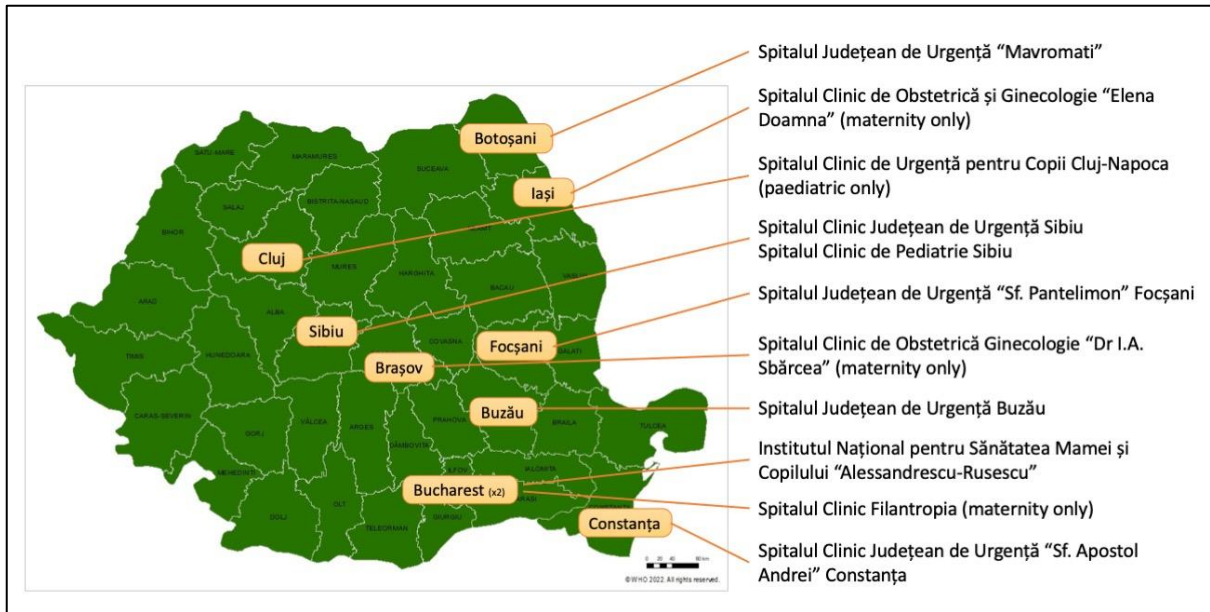 Spitalul Județean de Urgență “Mavromati”
Spitalul Clinic de Obstetrică și Ginecologie “Elena
Doamna” (maternity only)
Spitalul Clinic de Urgență pentru Copii Cluj-Napoca
(paediatric only)
Spitalul Clinic Județean de Urgență Sibiu
Spitalul Clinic de Pediatrie Sibiu
Spitalul Județean de Urgență “Sf. Pantelimon” Focșani
Spitalul Clinic de Obstetrică Ginecologie “Dr I.A.
Sbârcea” (maternity only)
Spitalul Județean de Urgență Buzău
Institutul Național pentru Sănătatea Mamei și
Copilului “Alessandrescu-Rusescu”
Spitalul Clinic Filantropia (maternity only)
Spitalul Clinic Județean de Urgență “Sf. Apostol
Andrei” Constanța
Botoșani
Iași
Cluj
Sibiu
Brașov
Focșani
Buzău
Bucharest (x2)
Constanța
SATU-MARE
MARAMURES
SUCEAVA
SALAJ
BISTRITA-NASAUD
BIHOR
MURES
HARGHITA
BACAU
ARAD
ALBA
COVASNA
GALATI
TIMIS
HUNEDOARA
CARAS-SEVERIN
GORJ
VÂLCEA
ARGES
DÂMBOVITA
PRAHOVA
BRAILA
TULCEA
MEHEDINTI
ILFOV
IALOMITA
DOLJ
OLT
TELEORMAN
GIURGIU
© WHO 2022. All rights reserved.